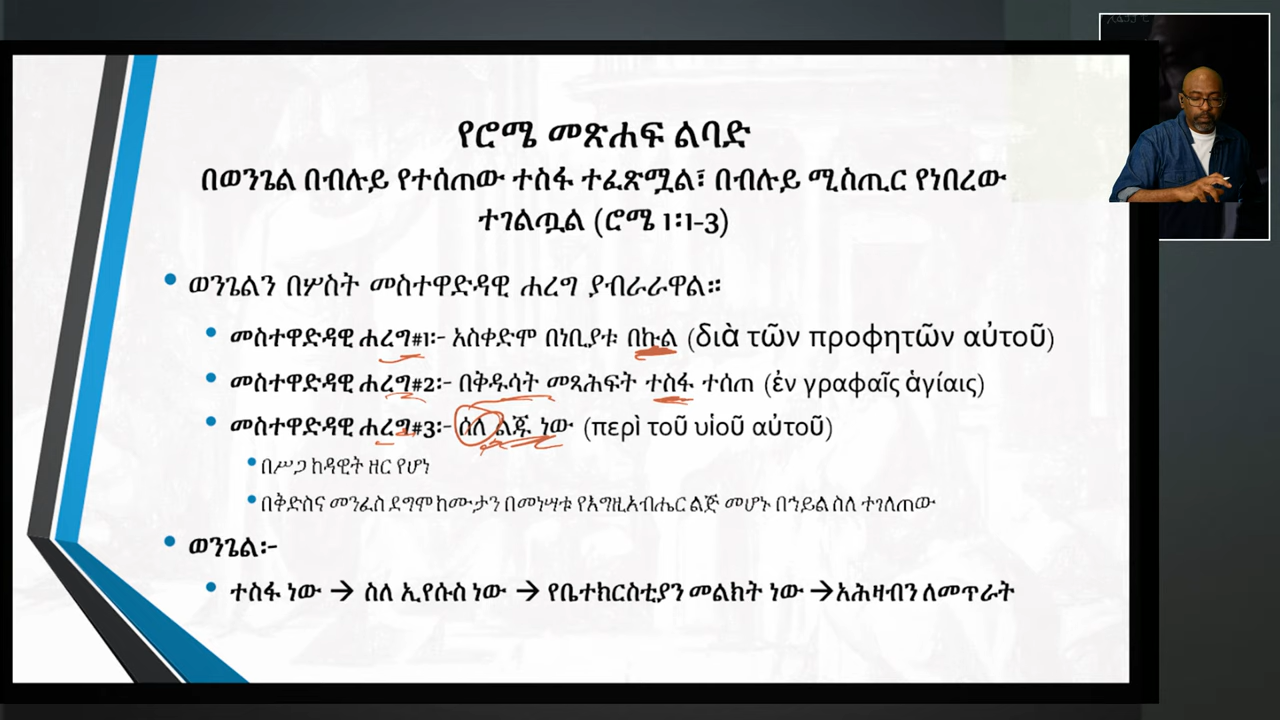 የሮሜ መጽሐፍ ልባድ
በወንጌል በብሉይ የተሰጠው ተስፋ ተፈጽሟል፣ በብሉይ ሚስጢር የነበረው
ተገልጧል (ሮሜ 1፡1-3)
ወንጌልን በሦስት መስተዋድዳዊ ሐረግ ያብራራዋል።
መስተዋድዳዊ ሐረግ#1፡- አስቀድሞ በነቢያቱ በኩል (διὰ τῶν προφητῶν αὐτοῦ)
መስተዋድዳዊ ሐረግ#2፡- በቅዱሳት መጻሕፍት ተስፋ ተሰጠ (ἐν γραφαῖς ἁγίαις)
መስተዋድዳዊ ሐረግ#3፡- ስለ ልጁ ነው (περὶ τοῦ υἱοῦ αὐτοῦ)
በሥጋ ከዳዊት ዘር የሆነ
በቅድስና መንፈስ ደግሞ ከሙታን በመነሣቱ የእግዚአብሔር ልጅ መሆኑ በኀይል ስለ ተገለጠው
ወንጌል፡-
ተስፋ ነው → ስለ ኢየሱስ ነው → የቤተክርስቲያን መልክት ነው →አሕዛብን ለመጥራት